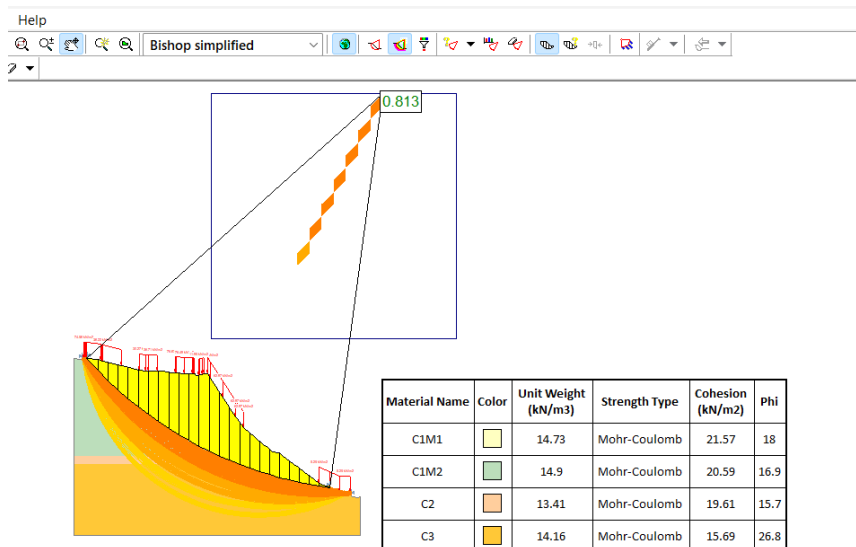 Help
Bishop simplified
0.813
Material Name Color Unit Weight (kN/m3) Strength Type Cohesion (kN/m2) Phi
C1M1 14.73 Mohr-Coulomb 21.57 18
C1M2 14.9 Mohr-Coulomb 20.59 16.9
C2 13.41 Mohr-Coulomb 19.61 15.7
C3 14.16 Mohr-Coulomb 15.69 26.8